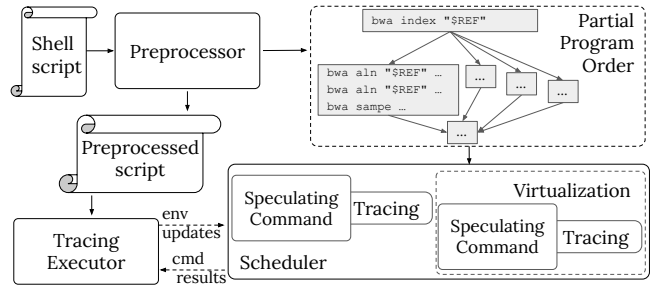 Shell
script
Preprocessor
bwa index "$REF"
Partial
Program
Order
bwa aln "$REF" …
bwa aln "$REF" …
bwa sampe …
...
...
...
...
Preprocessed
script
Tracing
Executor
env
updates
cmd
results
Speculating
Command
Tracing
Scheduler
Virtualization
Speculating
Command
Tracing